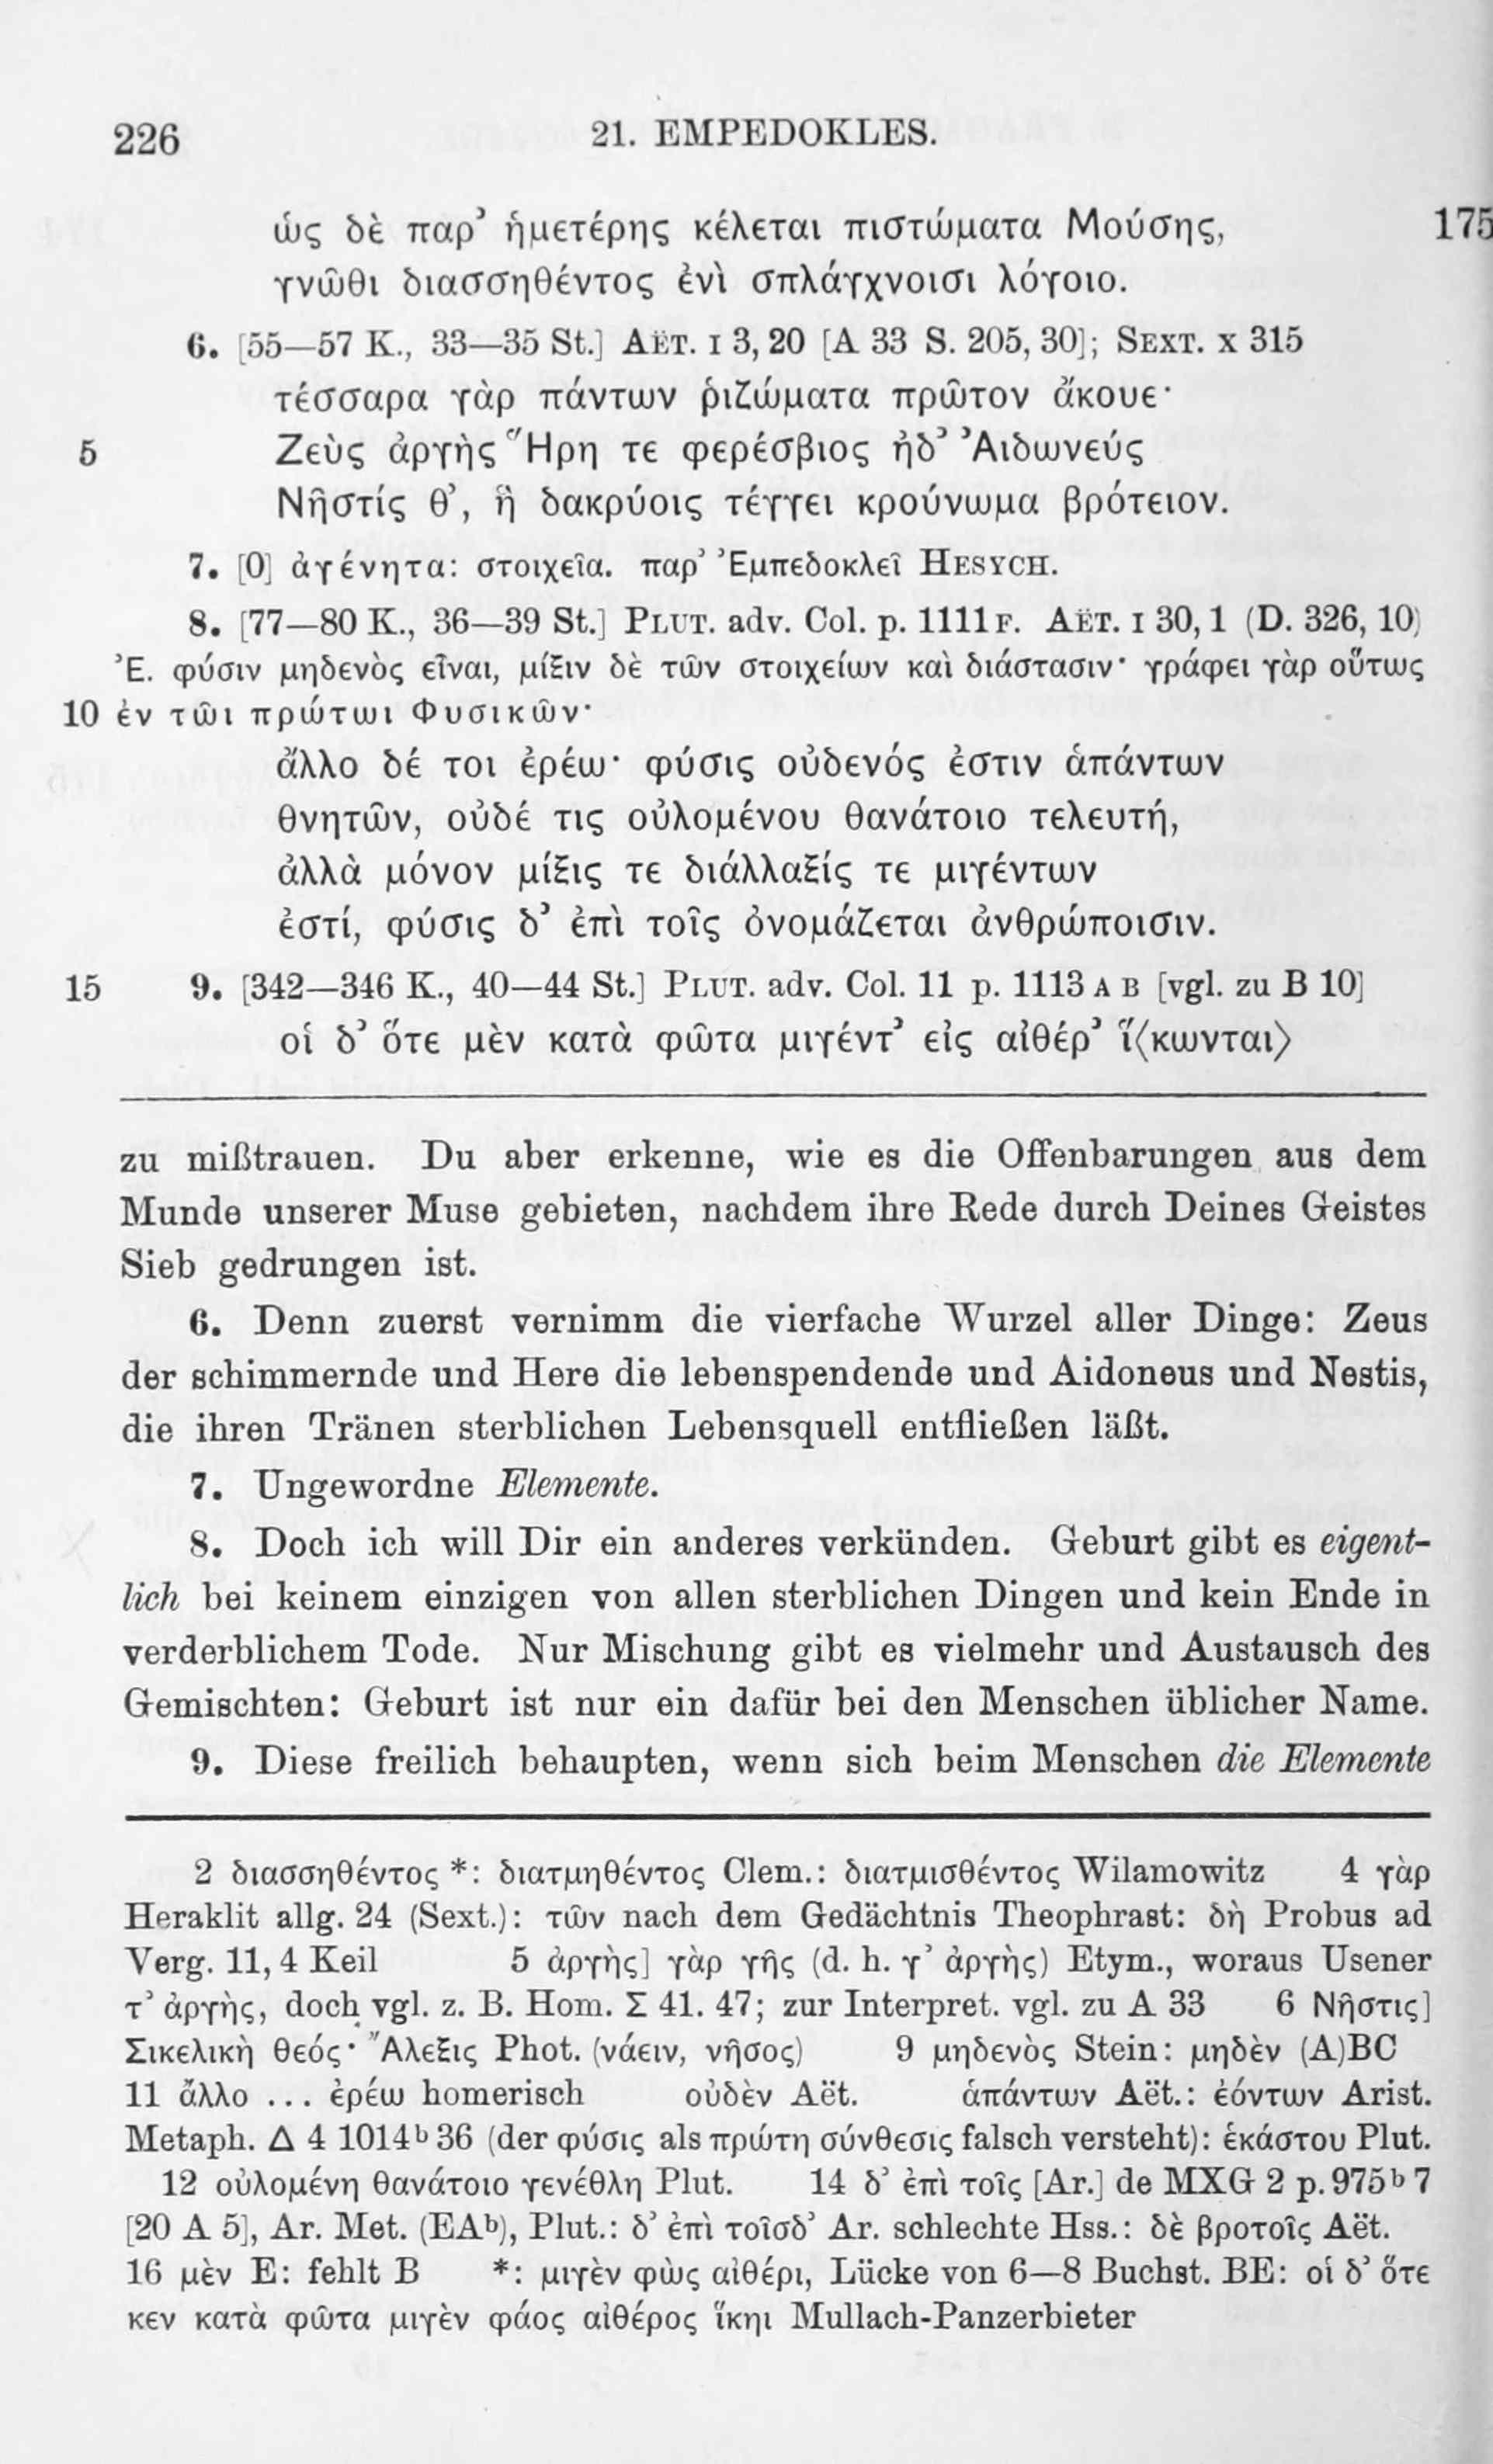 226 21. EMPEDOKLES.
ὡς δὲ παρ’ ἡμετέρης κέλεται πιστώματα Μούσης, 175
γνῶθι διασσηθέντος ἐνὶ σπλάγχνοισι λόγοιο.
6. [55—57 K., 33—35 St.] AËT. I 3, 20 [A 33 S. 205, 30]; SEXT. X 315
τέσσαρα γὰρ πάντων ῥιζώματα πρῶτον ἄκουε·
5 Ζεὺς ἀργὴς Ἥρη τε φερέσβιος ἠδ’ Ἀιδωνεύς
Νῆστίς θ’, ἣ δακρύοις τέγγει κρούνωμα βρότειον.
7. [0] ἀγένητα: στοιχεῖα. παρ’ Ἐμπεδοκλεῖ HESYCH.
8. [77—80 K., 36—39 St.] PLUT. adv. Col. p. 1111 F. AËT. I 30, 1 (D. 326, 10)
Ἐ. φύσιν μηδενὸς εἶναι, μίξιν δὲ τῶν στοιχείων καὶ διάστασιν· γράφει γὰρ οὕτως
10 ἐν τῶι πρώτωι Φυσικῶν·
ἄλλο δέ τοι ἐρέω· φύσις οὐδενός ἐστιν ἁπάντων
θνητῶν, οὐδέ τις οὐλομένου θανάτοιο τελευτή,
ἀλλὰ μόνον μίξις τε διάλλαξίς τε μιγέντων
ἐστί, φύσις δ’ ἐπὶ τοῖς ὀνομάζεται ἀνθρώποισιν.
15 9. [342—346 K., 40—44 St.] PLUT. adv. Col. 11 p. 1113 A B [vgl. zu B 10]
οἱ δ’ ὅτε μὲν κατὰ φῶτα μιγέντ’ εἰς αἰθέρ’ ἵ⟨κωνται⟩
zu mißtrauen. Du aber erkenne, wie es die Offenbarungen aus dem
Munde unserer Muse gebieten, nachdem ihre Rede durch Deines Geistes
Sieb gedrungen ist.
6. Denn zuerst vernimm die vierfache Wurzel aller Dinge: Zeus
der schimmernde und Here die lebenspendende und Aidoneus und Nestis,
die ihren Tränen sterblichen Lebensquell entfließen läßt.
7. Ungewordne Elemente.
8. Doch ich will Dir ein anderes verkünden. Geburt gibt es eigent-
lich bei keinem einzigen von allen sterblichen Dingen und kein Ende in
verderblichem Tode. Nur Mischung gibt es vielmehr und Austausch des
Gemischten: Geburt ist nur ein dafür bei den Menschen üblicher Name.
9. Diese freilich behaupten, wenn sich beim Menschen die Elemente
2 διασσηθέντος *: διατμηθέντος Clem.: διατμισθέντος Wilamowitz 4 γὰρ
Heraklit allg. 24 (Sext.): τῶν nach dem Gedächtnis Theophrast: δὴ Probus ad
Verg. 11, 4 Keil 5 ἀργὴς] γὰρ γῆς (d. h. γ’ ἀργὴς) Etym., woraus Usener
τ’ ἀργὴς, doch vgl. z. B. Hom. Σ 41. 47; zur Interpret. vgl. zu A 33 6 Νῆστις]
Σικελικὴ θεός· Ἄλεξις Phot. (νάειν, νῆσος) 9 μηδενὸς Stein: μηδὲν (A)BC
11 ἄλλο ... ἐρέω homerisch οὐδὲν Aët. ἁπάντων Aët.: ἐόντων Arist.
Metaph. Δ 4 1014ᵇ 36 (der φύσις als πρώτη σύνθεσις falsch versteht): ἑκάστου Plut.
12 οὐλομένη θανάτοιο γενέθλη Plut. 14 δ’ ἐπὶ τοῖς [Ar.] de MXG 2 p. 975ᵇ 7
[20 A 5], Ar. Met. (EAᵇ), Plut.: δ’ ἐπὶ τοῖσδ’ Ar. schlechte Hss.: δὲ βροτοῖς Aët.
16 μὲν E: fehlt B *: μιγὲν φὼς αἰθέρι, Lücke von 6—8 Buchst. BE: οἱ δ’ ὅτε
κεν κατὰ φῶτα μιγὲν φάος αἰθέρος ἵκηι Mullach-Panzerbieter